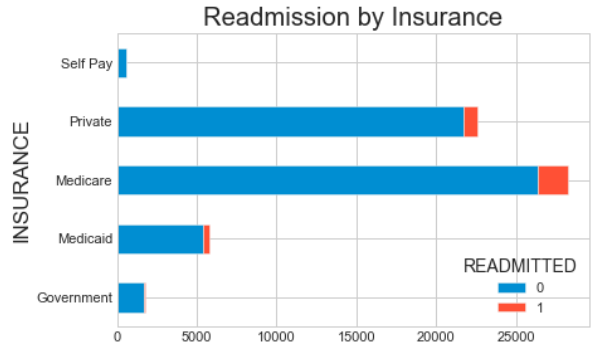 Readmission by Insurance
INSURANCE
Self Pay
Private
Medicare
Medicaid
Government
READMITTED
0
1
0 5000 10000 15000 20000 25000